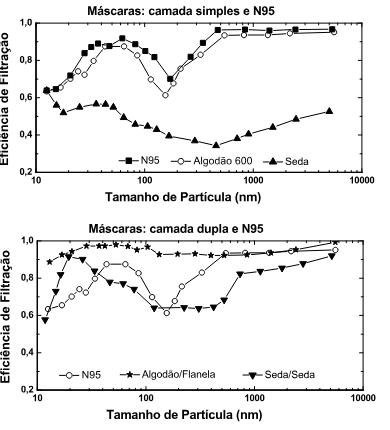 Máscaras: camada simples e N95
Eficiência de Filtração
1,0
0,8
0,6
0,4
0,2
N95 Algodão 600 Seda
10 100 1000 10000
Tamanho de Partícula (nm)
Máscaras: camada dupla e N95
Eficiência de Filtração
1,0
0,8
0,6
0,4
0,2
N95 Algodão/Flanela Seda/Seda
10 100 1000 10000
Tamanho de Partícula (nm)